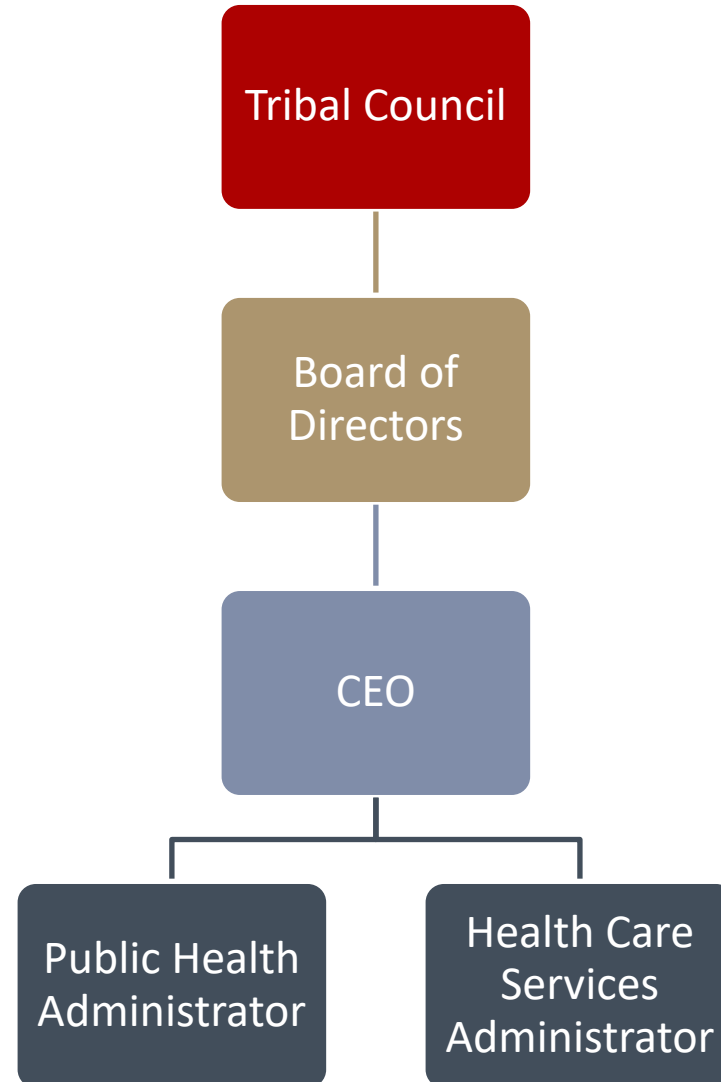 Tribal Council
Board of
Directors
CEO
Public Health
Administrator
Health Care
Services
Administrator